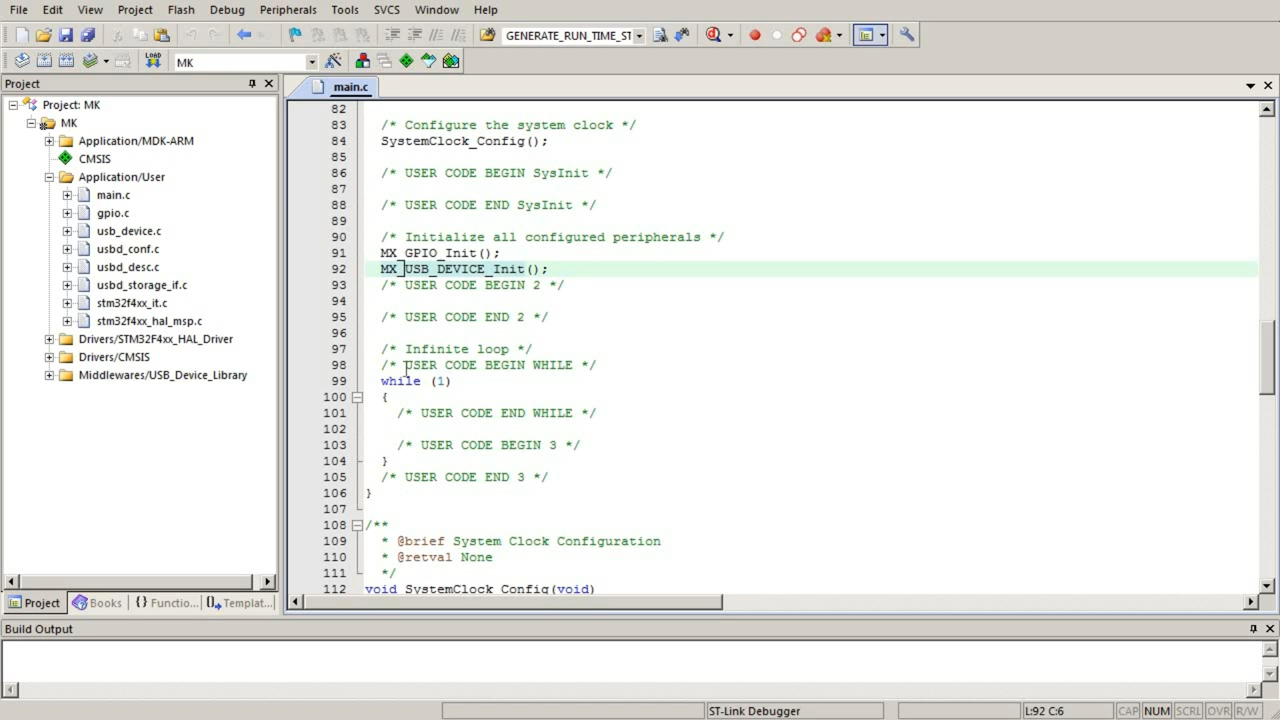 File Edit View Project Flash Debug Peripherals Tools SVCS Window Help
GENERATE_RUN_TIME_ST
LOAD MK
Project
Project: MK
MK
Application/MDK-ARM
CMSIS
Application/User
main.c
gpio.c
usb_device.c
usbd_conf.c
usbd_desc.c
usbd_storage_if.c
stm32f4xx_it.c
stm32f4xx_hal_msp.c
Drivers/STM32F4xx_HAL_Driver
Drivers/CMSIS
Middlewares/USB_Device_Library
Project Books {} Functio... 0, Templat...
main.c
82
83 /* Configure the system clock */
84 SystemClock_Config();
85
86 /* USER CODE BEGIN SysInit */
87
88 /* USER CODE END SysInit */
89
90 /* Initialize all configured peripherals */
91 MX_GPIO_Init();
92 MX_USB_DEVICE_Init();
93 /* USER CODE BEGIN 2 */
94
95 /* USER CODE END 2 */
96
97 /* Infinite loop */
98 /* USER CODE BEGIN WHILE */
99 while (1)
100 {
101 /* USER CODE END WHILE */
102
103 /* USER CODE BEGIN 3 */
104 }
105 /* USER CODE END 3 */
106 }
107
108 /**
109 * @brief System Clock Configuration
110 * @retval None
111 */
112 void SystemClock_Config(void)
Build Output
ST-Link Debugger L:92 C:6 CAP NUM SCRL OVR R/W